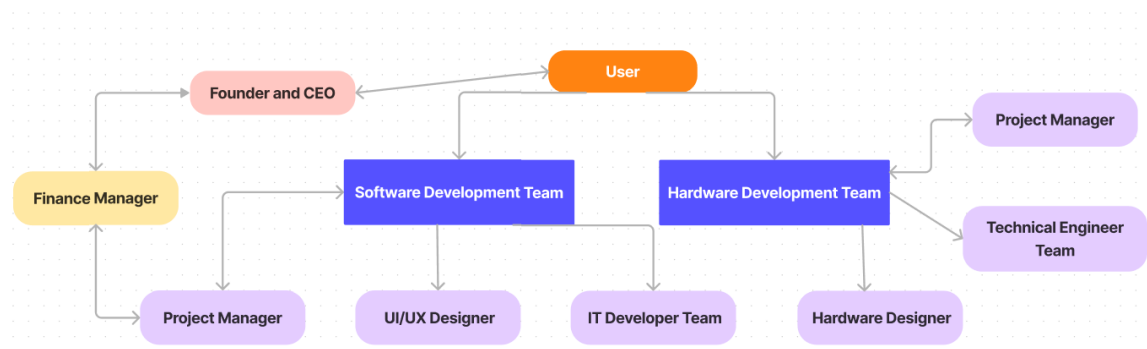 User
Founder and CEO
Project Manager
Finance Manager
Software Development Team
Hardware Development Team
Technical Engineer
Team
Project Manager
UI/UX Designer
IT Developer Team
Hardware Designer